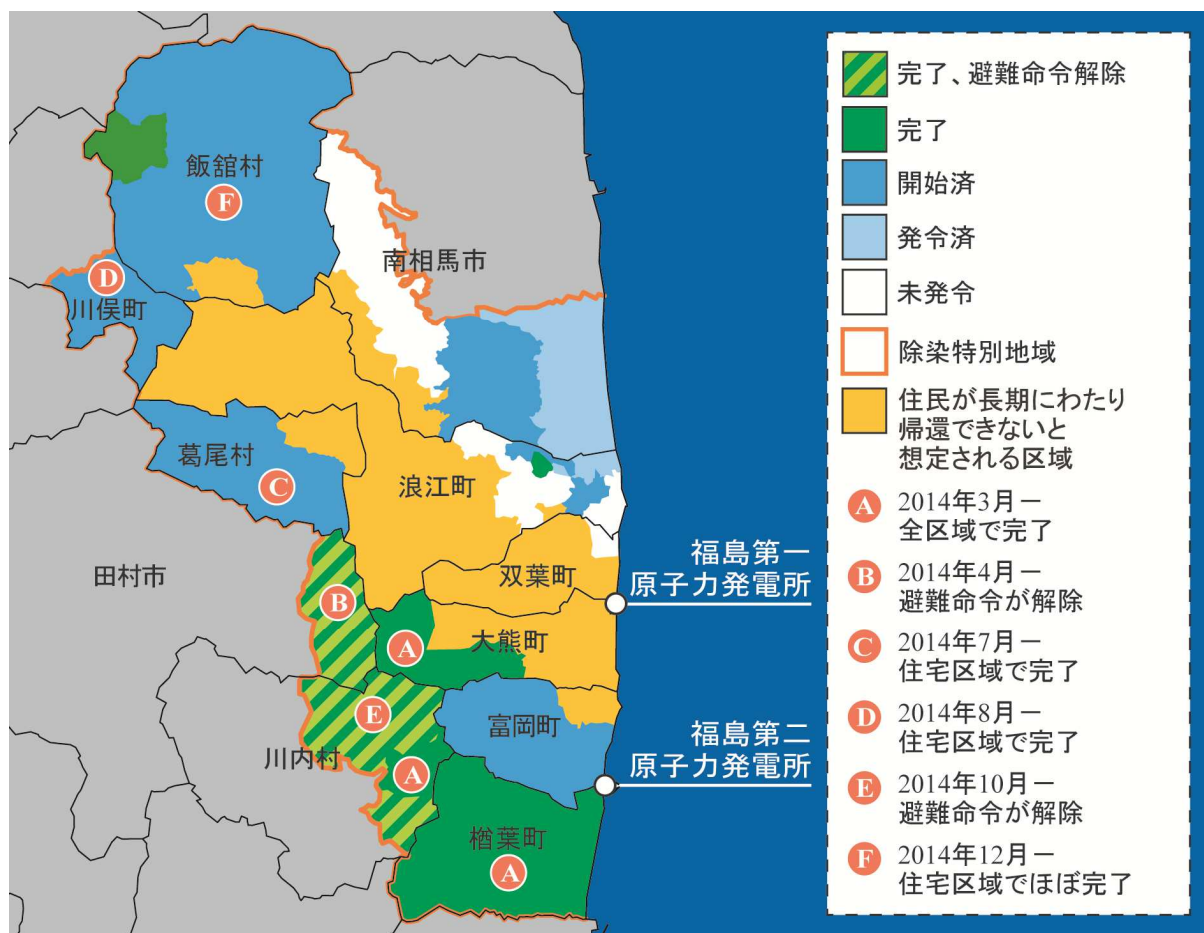 飯舘村
F
D
川俣町
南相馬市
葛尾村
C
浪江町
田村市
B
双葉町
A
大熊町
E
富岡町
川内村
A
楢葉町
A
福島第一
原子力発電所
福島第二
原子力発電所
完了、避難命令解除
完了
開始済
発令済
未発令
除染特別地域
住民が長期にわたり
帰還できないと
想定される区域
A
2014年3月－
全区域で完了
B
2014年4月－
避難命令が解除
C
2014年7月－
住宅区域で完了
D
2014年8月－
住宅区域で完了
E
2014年10月－
避難命令が解除
F
2014年12月－
住宅区域でほぼ完了